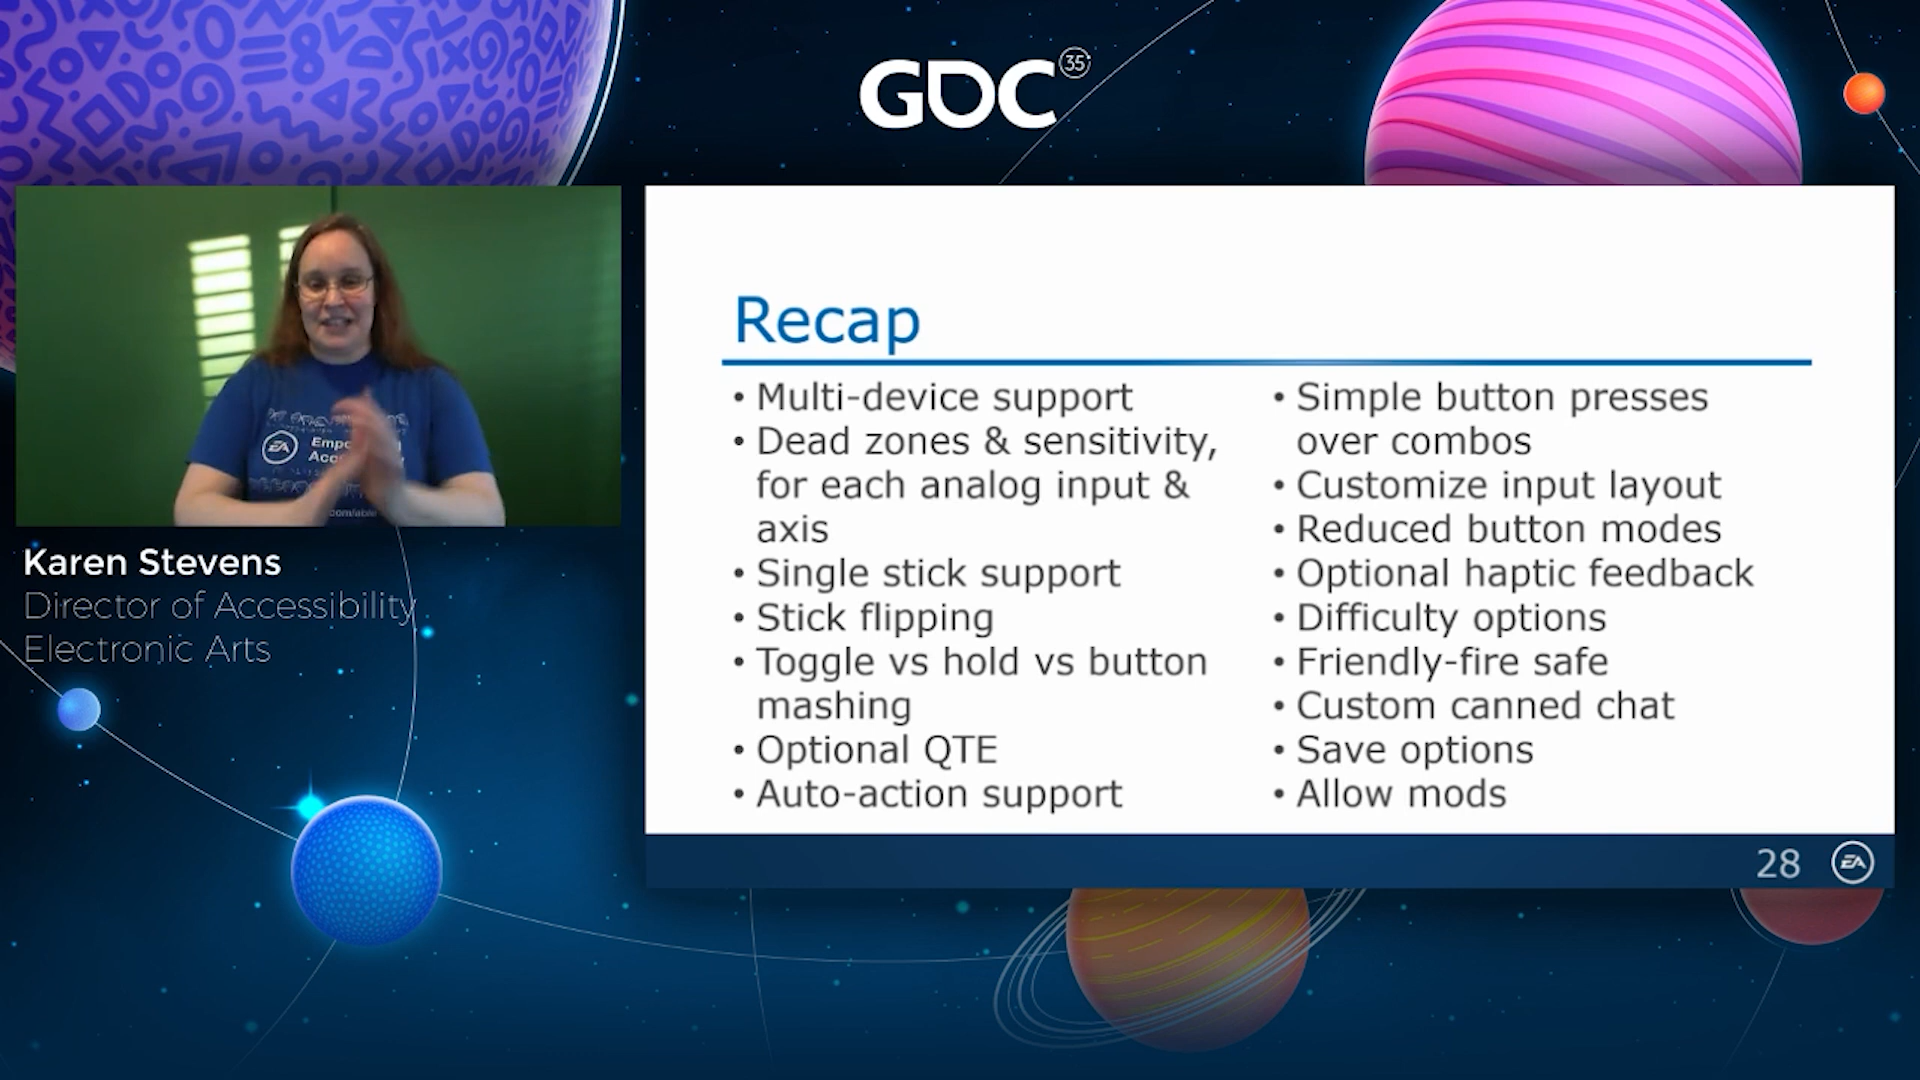 GDC 35
EA
Karen Stevens
Director of Accessibility
Electronic Arts
Recap
• Multi-device support
• Dead zones & sensitivity,
for each analog input &
axis
• Single stick support
• Stick flipping
• Toggle vs hold vs button
mashing
• Optional QTE
• Auto-action support
• Simple button presses
over combos
• Customize input layout
• Reduced button modes
• Optional haptic feedback
• Difficulty options
• Friendly-fire safe
• Custom canned chat
• Save options
• Allow mods
28 EA